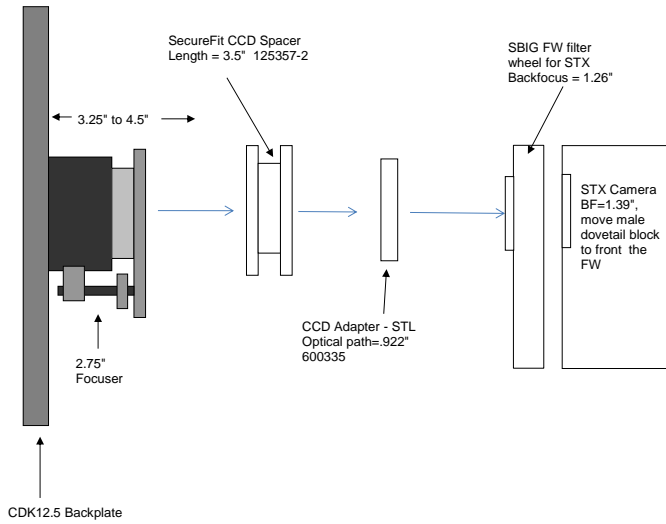 SecureFit CCD Spacer
Length = 3.5"  125357-2
SBIG FW filter
wheel for STX
Backfocus = 1.26"
3.25" to 4.5"
STX Camera
BF=1.39",
move male
dovetail block
to front  the
FW
CCD Adapter - STL
Optical path=.922"
600335
2.75"
Focuser
CDK12.5 Backplate